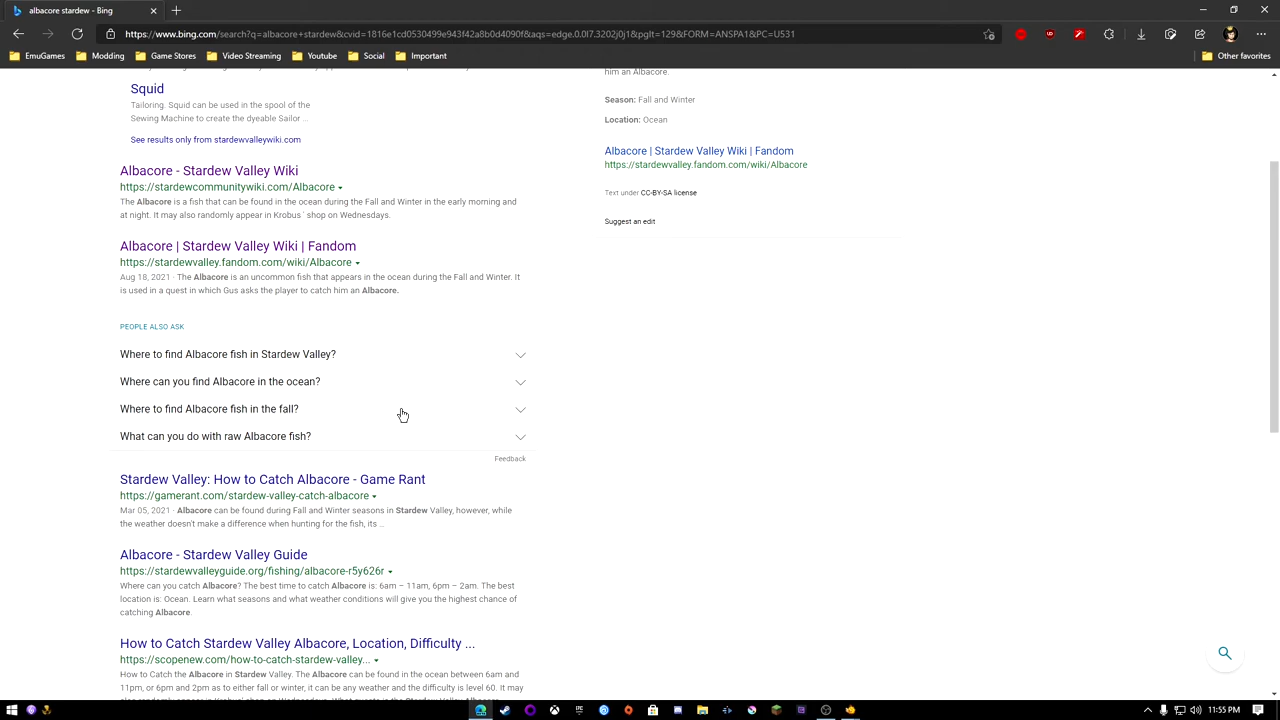 albacore stardew - Bing
https://www.bing.com/search?q=albacore+stardew&cvid=1816e1cd0530499e943f42a8b0d4090f&aqs=edge.0.0l7.3202j0j1&pglt=129&FORM=ANSPA1&PC=U531
EmuGames
Modding
Game Stores
Video Streaming
Youtube
Social
Important
Other favorites
Squid
Tailoring. Squid can be used in the spool of the
Sewing Machine to create the dyeable Sailor ...
See results only from stardewvalleywiki.com
Albacore - Stardew Valley Wiki
https://stardewcommunitywiki.com/Albacore
The Albacore is a fish that can be found in the ocean during the Fall and Winter in the early morning and
at night. It may also randomly appear in Krobus ' shop on Wednesdays.
Albacore | Stardew Valley Wiki | Fandom
https://stardewvalley.fandom.com/wiki/Albacore
Aug 18, 2021 · The Albacore is an uncommon fish that appears in the ocean during the Fall and Winter. It
is used in a quest in which Gus asks the player to catch him an Albacore.
PEOPLE ALSO ASK
Where to find Albacore fish in Stardew Valley?
Where can you find Albacore in the ocean?
Where to find Albacore fish in the fall?
What can you do with raw Albacore fish?
Feedback
Stardew Valley: How to Catch Albacore - Game Rant
https://gamerant.com/stardew-valley-catch-albacore
Mar 05, 2021 · Albacore can be found during Fall and Winter seasons in Stardew Valley, however, while
the weather doesn't make a difference when hunting for the fish, its ...
Albacore - Stardew Valley Guide
https://stardewvalleyguide.org/fishing/albacore-r5y626r
Where can you catch Albacore? The best time to catch Albacore is: 6am – 11am, 6pm – 2am. The best
location is: Ocean. Learn what seasons and what weather conditions will give you the highest chance of
catching Albacore.
How to Catch Stardew Valley Albacore, Location, Difficulty ...
https://scopenew.com/how-to-catch-stardew-valley...
How to Catch the Albacore in Stardew Valley. The Albacore can be found in the ocean between 6am and
11pm, or 6pm and 2pm as to either fall or winter, it can be any weather and the difficulty is level 60. It may
him an Albacore.
Season: Fall and Winter
Location: Ocean
Albacore | Stardew Valley Wiki | Fandom
https://stardewvalley.fandom.com/wiki/Albacore
Text under CC-BY-SA license
Suggest an edit
11:55 PM